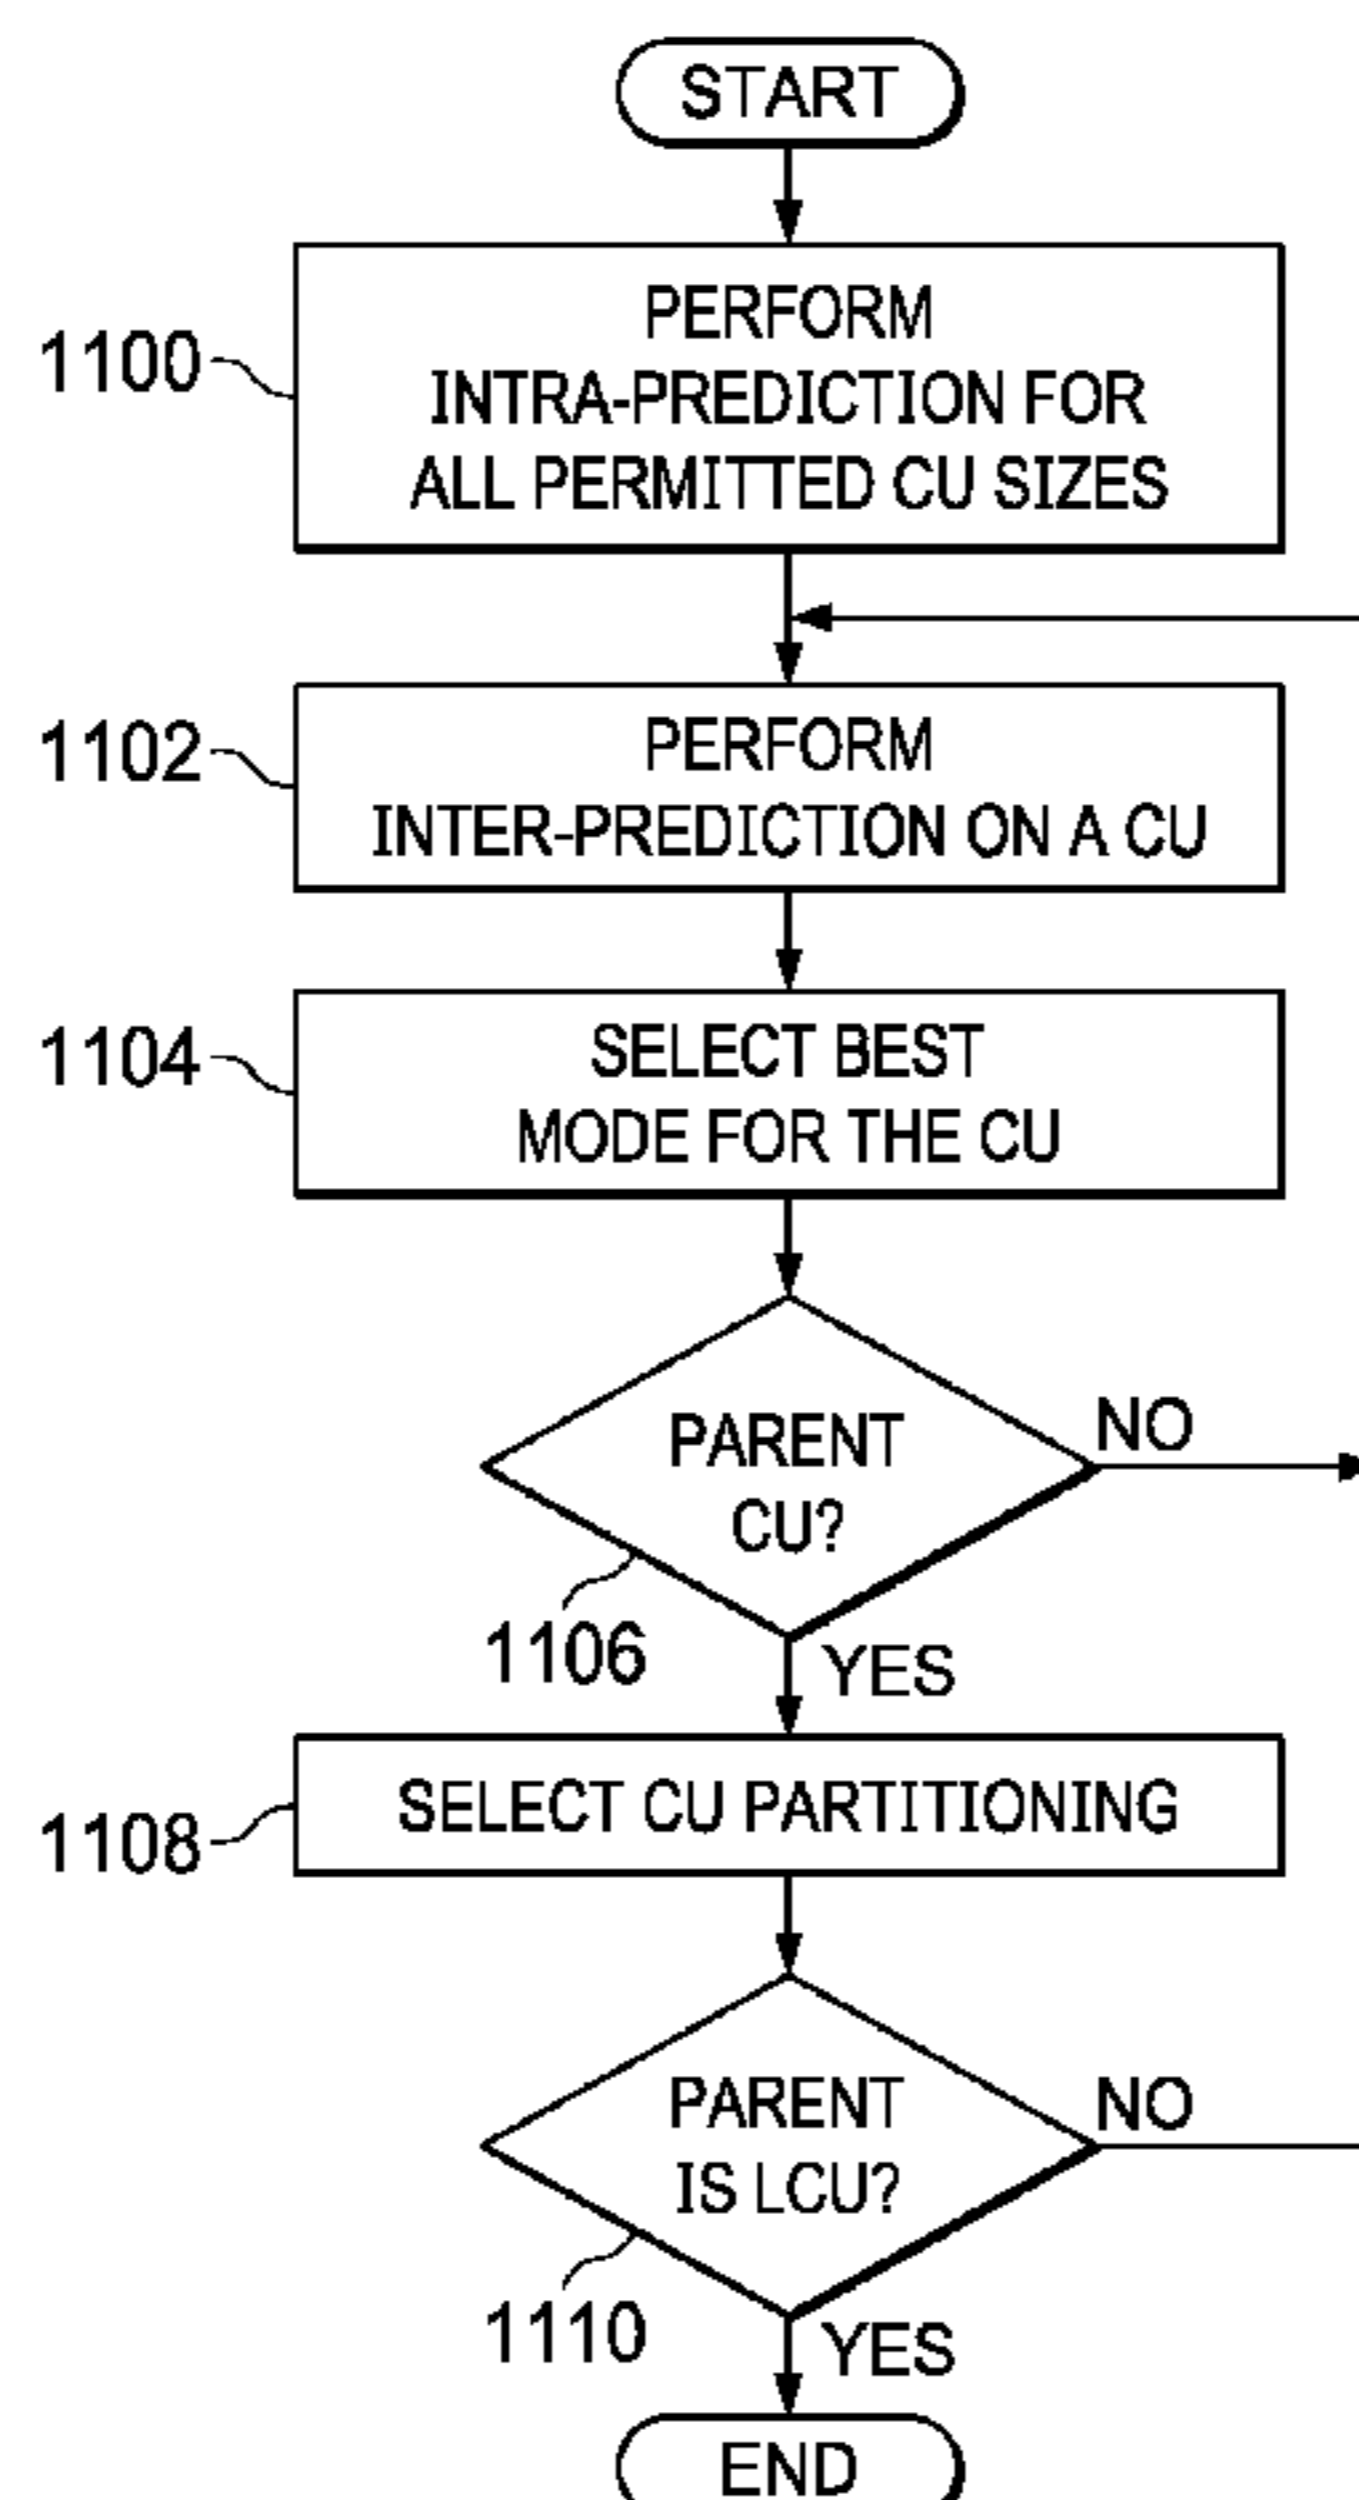 START
PERFORM
INTRA-PREDICTION FOR
ALL PERMITTED CU SIZES
1100
PERFORM
INTER-PREDICTION ON A CU
1102
SELECT BEST
MODE FOR THE CU
1104
PARENT
CU?
NO
1106
YES
SELECT CU PARTITIONING
1108
PARENT
IS LCU?
NO
1110
YES
END